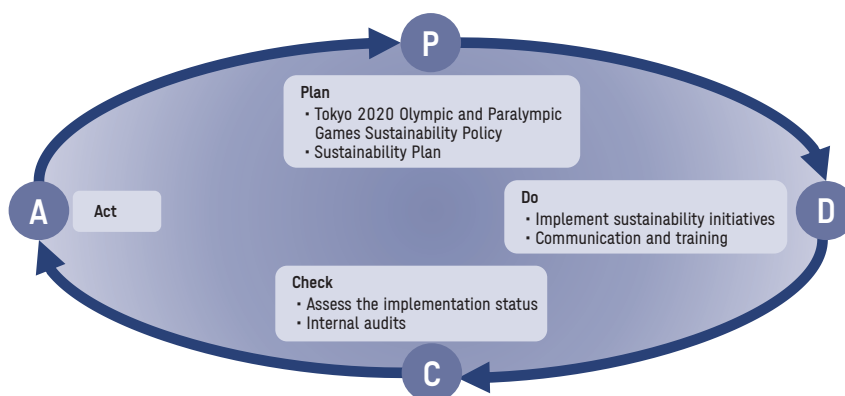 P
Plan
・Tokyo 2020 Olympic and Paralympic
Games Sustainability Policy
・Sustainability Plan
A
Act
Do
・Implement sustainability initiatives
・Communication and training
D
Check
・Assess the implementation status
・Internal audits
C